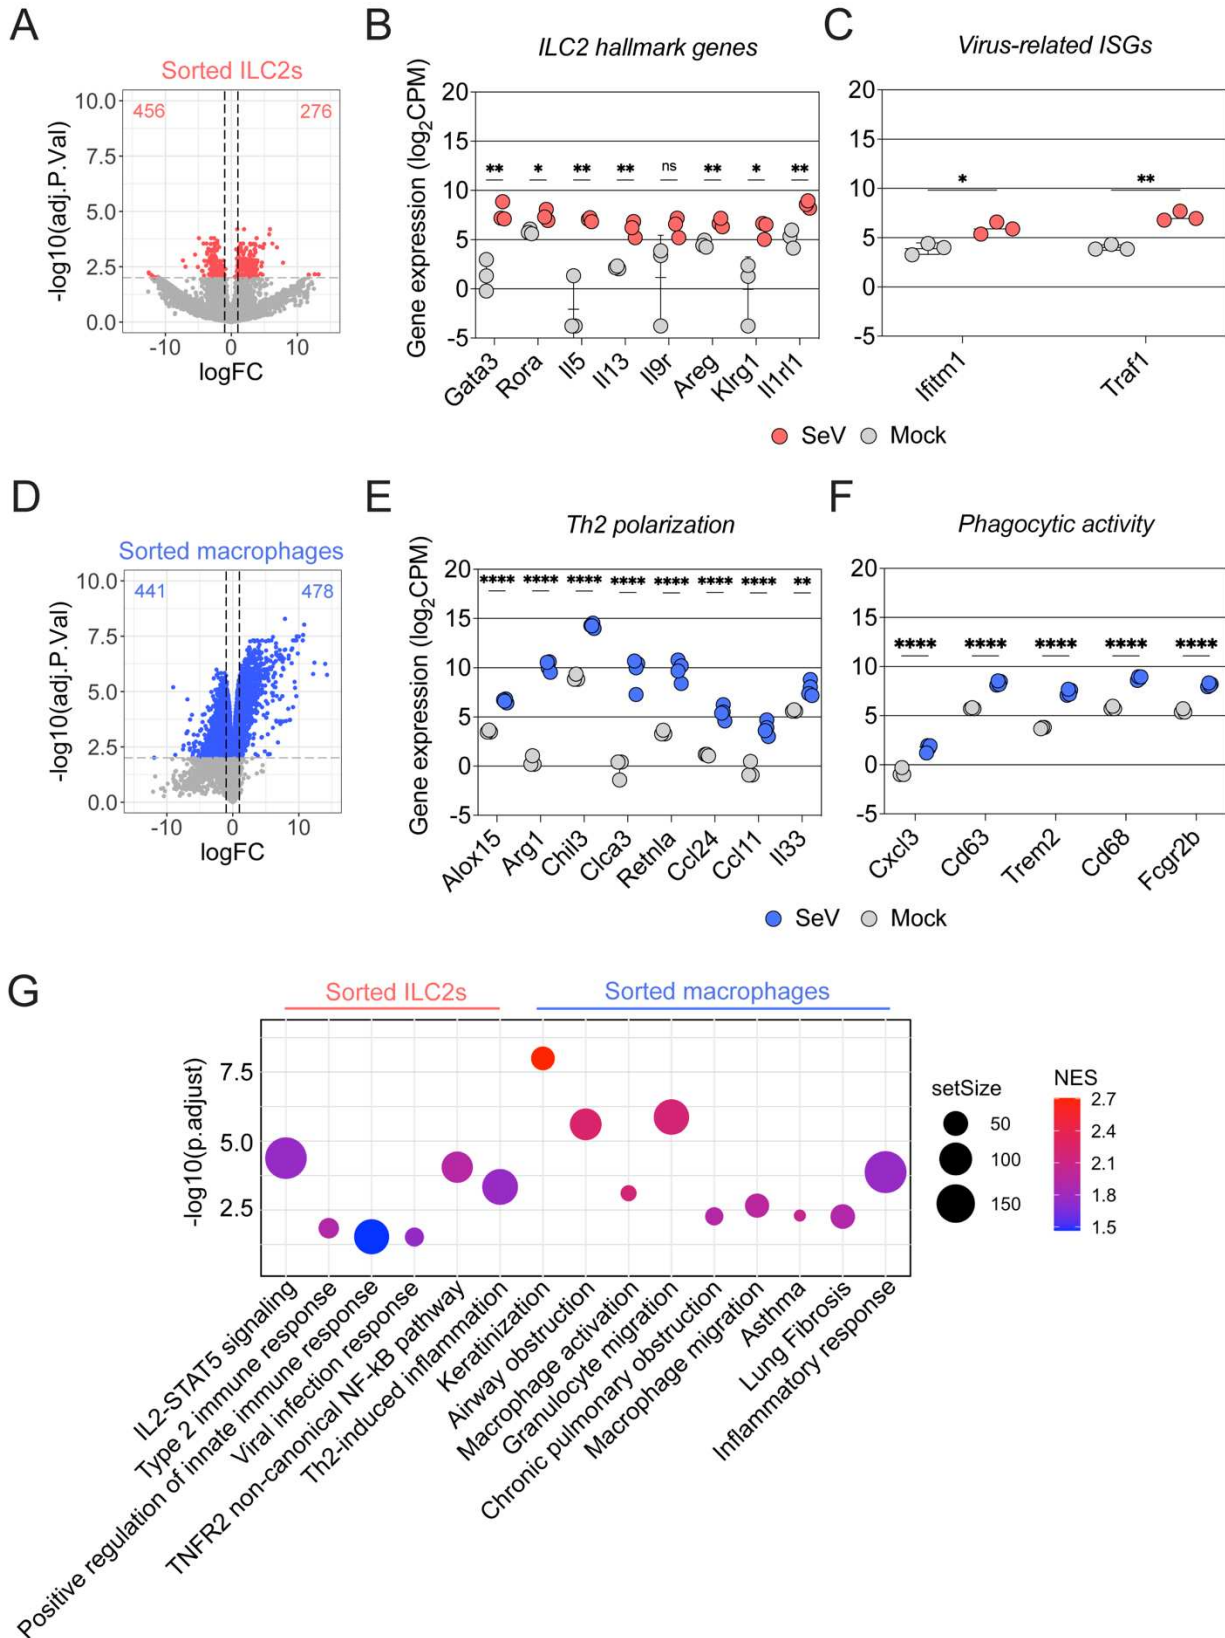 A
Sorted ILC2s
456
276
10.0
7.5
5.0
2.5
0.0
-log10(adj.P.Val)
-10
0
10
logFC
B
ILC2 hallmark genes
Gene expression (log2CPM)
20
15
10
5
0
-5
** * ** ** ns ** * **
Gata3
Rora
Il5
Il13
Il9r
Areg
Klrg1
Il1rl1
C
Virus-related ISGs
20
15
10
5
0
-5
* **
Ifitm1
Traf1
SeV
Mock
D
Sorted macrophages
441
478
10.0
7.5
5.0
2.5
0.0
-log10(adj.P.Val)
-10
0
10
logFC
E
Th2 polarization
Gene expression (log2CPM)
20
15
10
5
0
-5
**** **** **** **** **** **** **** **
Alox15
Arg1
Chil3
Clca3
Retnla
Ccl24
Ccl11
Il33
F
Phagocytic activity
20
15
10
5
0
-5
**** **** **** **** ****
Cxcl3
Cd63
Trem2
Cd68
Fcgr2b
SeV
Mock
G
Sorted ILC2s
Sorted macrophages
-log10(p.adjust)
7.5
5.0
2.5
IL2-STAT5 signaling
Type 2 immune response
Positive regulation of innate immune response
Viral infection response
TNFR2 non-canonical NF-kB pathway
Th2-induced inflammation
Keratinization
Airway obstruction
Macrophage activation
Granulocyte migration
Chronic pulmonary obstruction
Macrophage migration
Asthma
Lung Fibrosis
Inflammatory response
setSize
50
100
150
NES
2.7
2.4
2.1
1.8
1.5